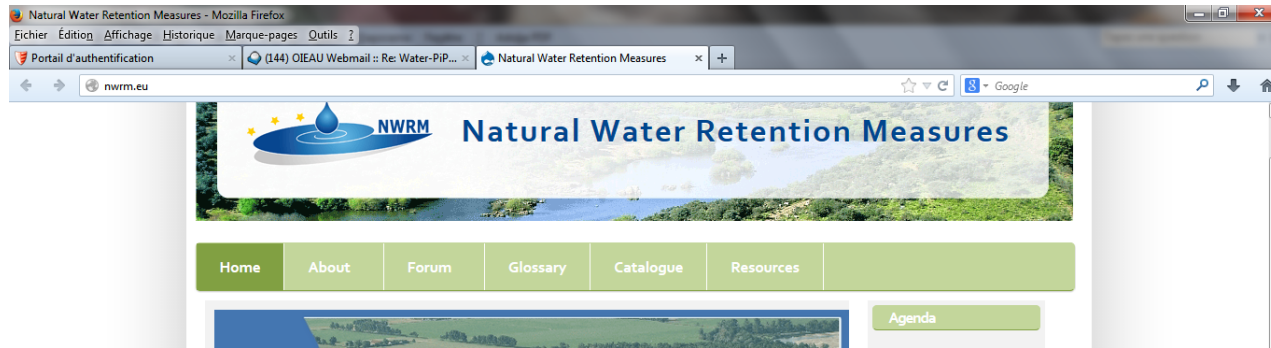 Natural Water Retention Measures - Mozilla Firefox
Fichier Édition Affichage Historique Marque-pages Outils ?
Portail d'authentification
(144) OIEAU Webmail :: Re: Water-PiP...
Natural Water Retention Measures
nwrm.eu
Google
NWRM
Natural Water Retention Measures
Home About Forum Glossary Catalogue Resources
Agenda